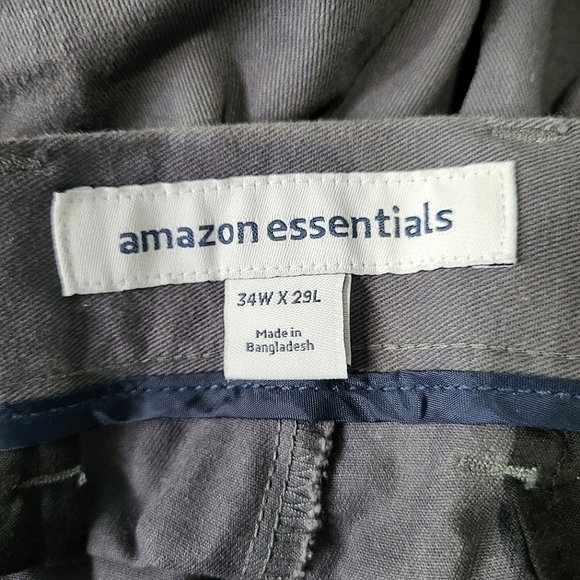 amazon essentials
34W X 29L
Made in
Bangladesh